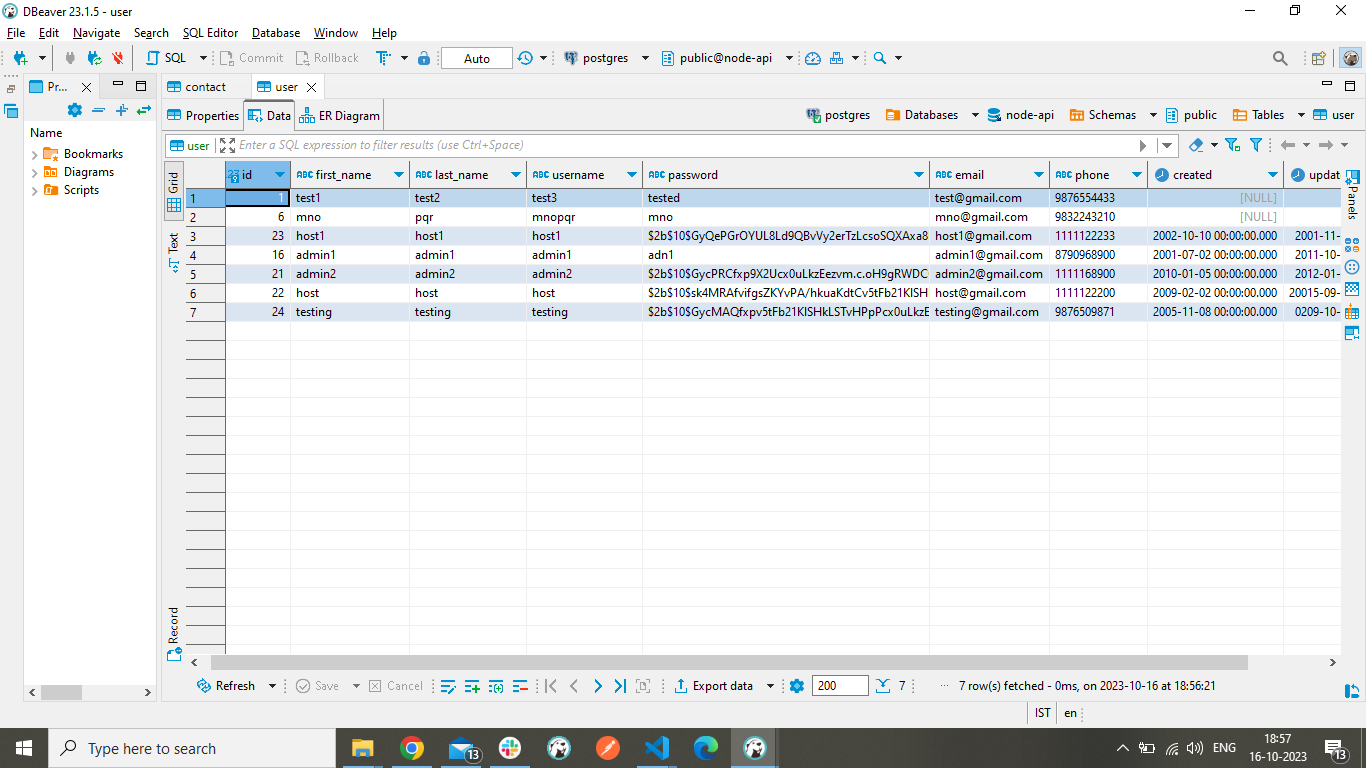 DBeaver 23.1.5 - user
File Edit Navigate Search SQL Editor Database Window Help
SQL Commit Rollback Auto postgres public@node-api
Pr... contact user
Properties Data ER Diagram postgres Databases node-api Schemas public Tables user
Name
Bookmarks
Diagrams
Scripts
user Enter a SQL expression to filter results (use Ctrl+Space)
Grid
Text
Record
Panels
123 id ABC first_name ABC last_name ABC username ABC password ABC email ABC phone created updat
1 1 test1 test2 test3 tested test@gmail.com 9876554433 [NULL]
2 6 mno pqr mnopqr mno mno@gmail.com 9832243210 [NULL]
3 23 host1 host1 host1 $2b$10$GyQePGrOYUL8Ld9QBvVy2erTzLcsoSQXAxa8 host1@gmail.com 1111122233 2002-10-10 00:00:00.000 2001-11-
4 16 admin1 admin1 admin1 adn1 admin1@gmail.com 8790968900 2001-07-02 00:00:00.000 2011-10-
5 21 admin2 admin2 admin2 $2b$10$GycPRCfxp9X2Ucx0uLkzEezvm.c.oH9gRWDC admin2@gmail.com 1111168900 2010-01-05 00:00:00.000 2012-01-
6 22 host host host $2b$10$sk4MRAfvifgsZKYvPA/hkuaKdtCv5tFb21KISH host@gmail.com 1111122200 2009-02-02 00:00:00.000 20015-09-
7 24 testing testing testing $2b$10$GycMAQfxpv5tFb21KISHkLSTvHPpPcx0uLkzE testing@gmail.com 9876509871 2005-11-08 00:00:00.000 0209-10-
Refresh Save Cancel Export data 200 7 ... 7 row(s) fetched - 0ms, on 2023-10-16 at 18:56:21
IST en
Type here to search 13 ENG 18:57 13
16-10-2023